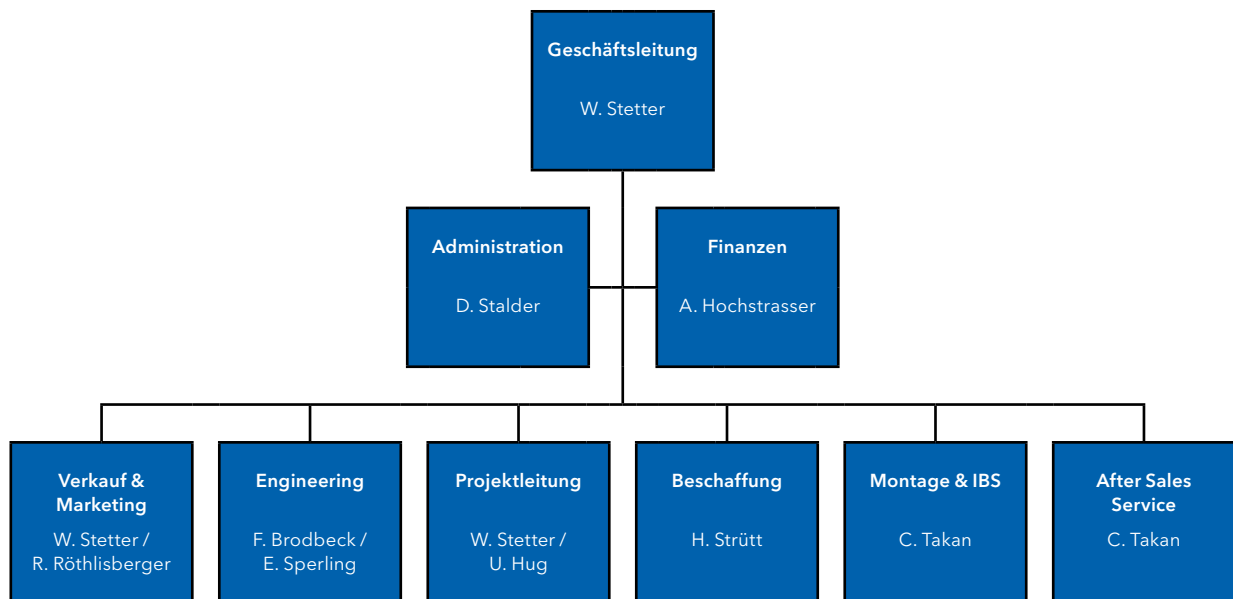 Geschäftsleitung
W. Stetter
Administration
D. Stalder
Finanzen
A. Hochstrasser
Verkauf &
Marketing
W. Stetter /
R. Röthlisberger
Engineering
F. Brodbeck /
E. Sperling
Projektleitung
W. Stetter /
U. Hug
Beschaffung
H. Strütt
Montage & IBS
C. Takan
After Sales
Service
C. Takan